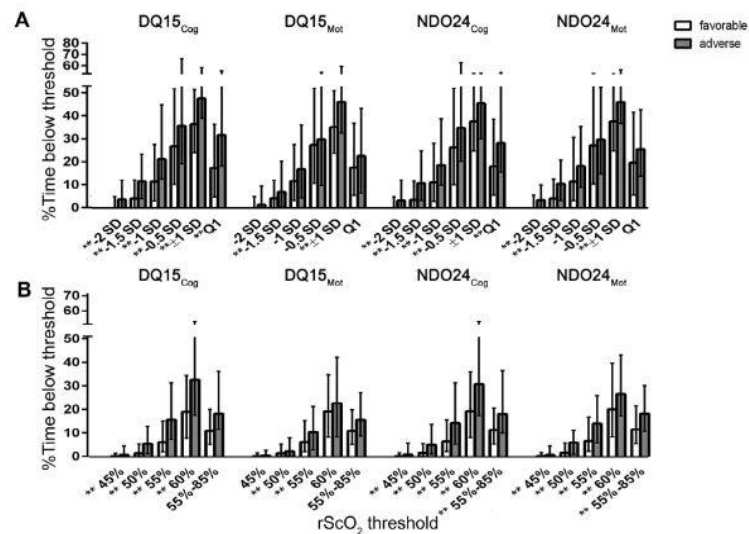 A
DQ15Cog DQ15Mot NDO24Cog NDO24Mot
favorable
adverse
%Time below threshold
80
70
60
50
40
30
20
10
0
**-2 SD **-1.5 SD **-1 SD **-0.5 SD **±1 SD **Q1
-2 SD **-1.5 SD -1 SD -0.5 SD **±1 SD Q1
**-2 SD **-1.5 SD **-1 SD **-0.5 SD ±1 SD **Q1
**-2 SD **-1.5 SD **-1 SD -0.5 SD **±1 SD Q1
B
DQ15Cog DQ15Mot NDO24Cog NDO24Mot
%Time below threshold
70
60
50
40
30
20
10
0
** 45% ** 50% ** 55% ** 60% 55%-85%
45% ** 50% ** 55% 60% 55%-85%
** 45% ** 50% ** 55% ** 60% ** 55%-85%
** 45% ** 50% ** 55% ** 60% ** 55%-85%
rScO2 threshold